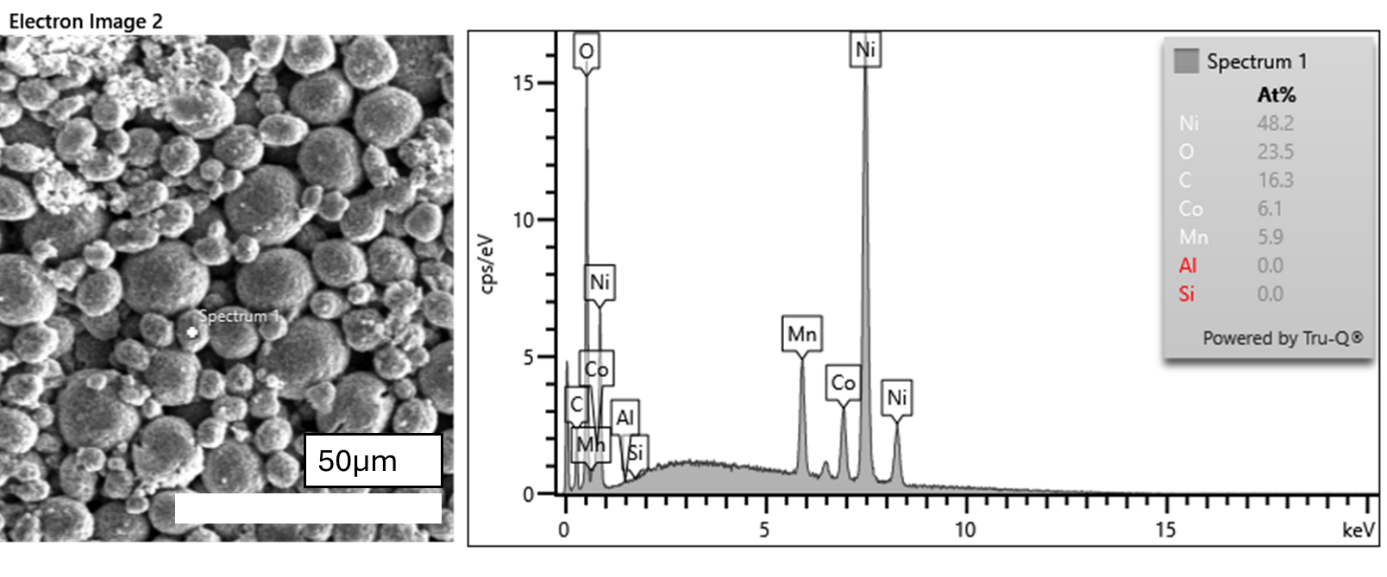 Electron Image 2
Spectrum 1
50µm
cps/eV
15
10
5
0
O
Ni
Ni
Co
C
Mn
Al
Si
Mn
Co
Ni
0
5
10
15
keV
Spectrum 1
At%
Ni 48.2
O 23.5
C 16.3
Co 6.1
Mn 5.9
Al 0.0
Si 0.0
Powered by Tru-Q®